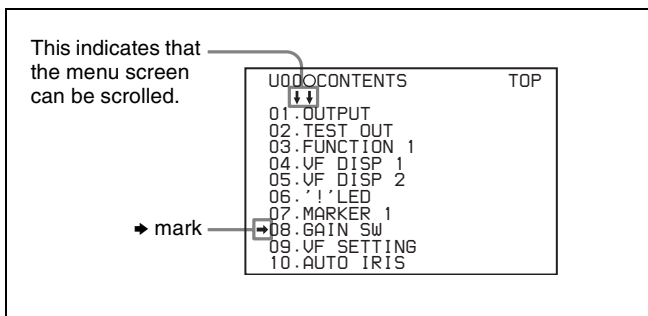 This indicates that
the menu screen
can be scrolled.
U00○CONTENTS TOP
↓↓
01.OUTPUT
02.TEST OUT
03.FUNCTION 1
04.VF DISP 1
05.VF DISP 2
06.'!'LED
07.MARKER 1
→ mark
→08.GAIN SW
09.VF SETTING
10.AUTO IRIS